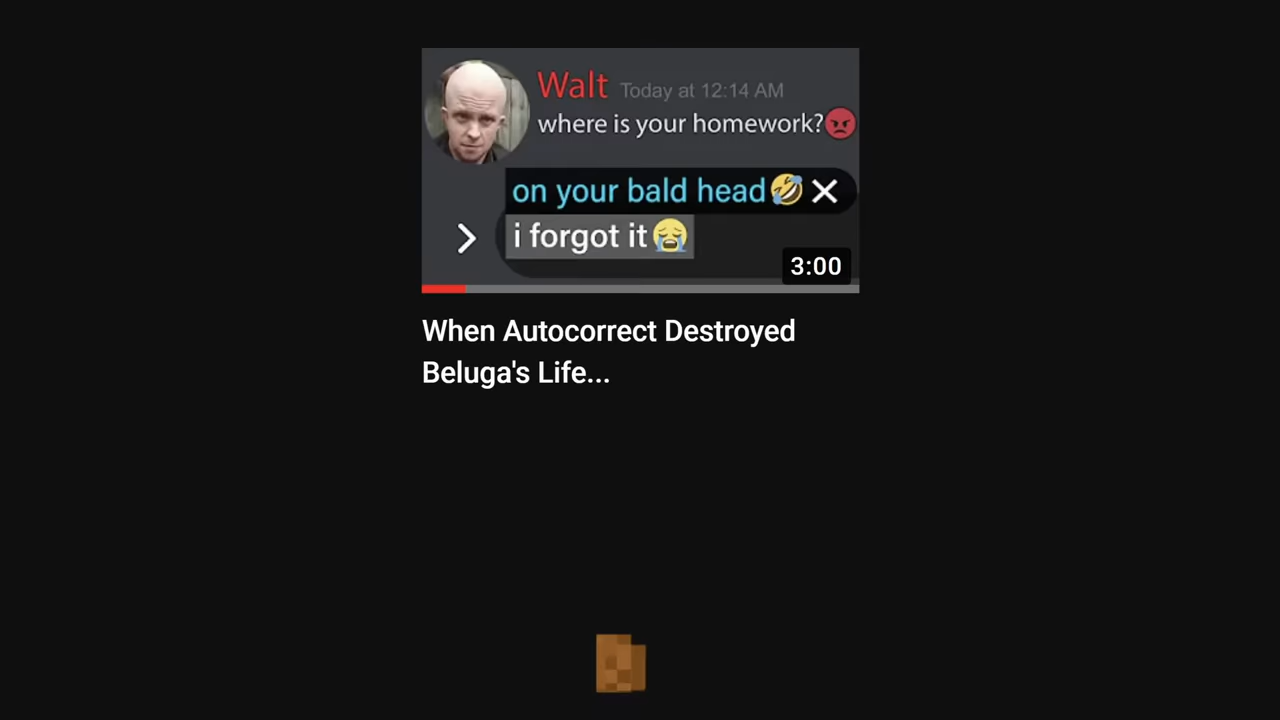 Walt Today at 12:14 AM
where is your homework?😡
on your bald head🤣 ✕
i forgot it😭
3:00
When Autocorrect Destroyed
Beluga's Life...